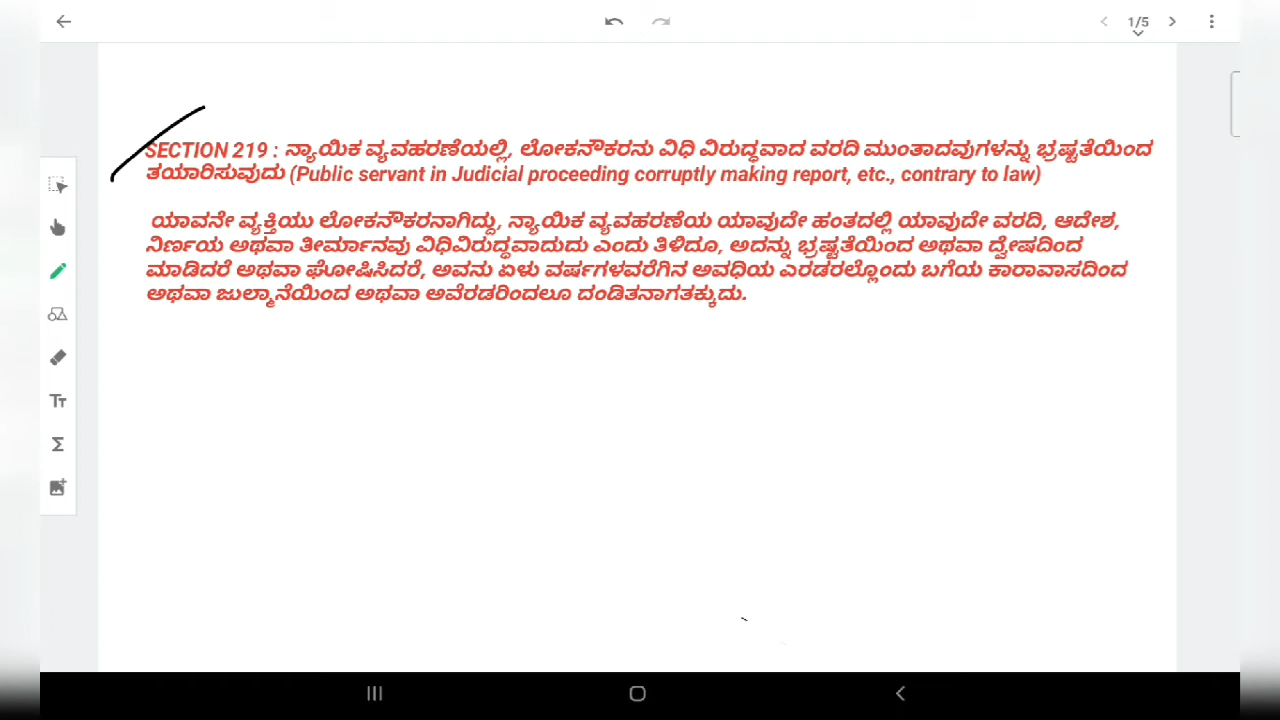 1/5
SECTION 219 : ನ್ಯಾಯಿಕ ವ್ಯವಹರಣೆಯಲ್ಲಿ, ಲೋಕನೌಕರನು ವಿಧಿ ವಿರುದ್ಧವಾದ ವರದಿ ಮುಂತಾದವುಗಳನ್ನು ಭ್ರಷ್ಟತೆಯಿಂದ
ತಯಾರಿಸುವುದು (Public servant in Judicial proceeding corruptly making report, etc., contrary to law)
ಯಾವನೇ ವ್ಯಕ್ತಿಯು ಲೋಕನೌಕರನಾಗಿದ್ದು, ನ್ಯಾಯಿಕ ವ್ಯವಹರಣೆಯ ಯಾವುದೇ ಹಂತದಲ್ಲಿ ಯಾವುದೇ ವರದಿ, ಆದೇಶ,
ನಿರ್ಣಯ ಅಥವಾ ತೀರ್ಮಾನವು ವಿಧಿವಿರುದ್ಧವಾದುದು ಎಂದು ತಿಳಿದೂ, ಅದನ್ನು ಭ್ರಷ್ಟತೆಯಿಂದ ಅಥವಾ ದ್ವೇಷದಿಂದ
ಮಾಡಿದರೆ ಅಥವಾ ಘೋಷಿಸಿದರೆ, ಅವನು ಏಳು ವರ್ಷಗಳವರೆಗಿನ ಅವಧಿಯ ಎರಡರಲ್ಲೊಂದು ಬಗೆಯ ಕಾರಾವಾಸದಿಂದ
ಅಥವಾ ಜುಲ್ಮಾನೆಯಿಂದ ಅಥವಾ ಅವೆರಡರಿಂದಲೂ ದಂಡಿತನಾಗತಕ್ಕುದು.